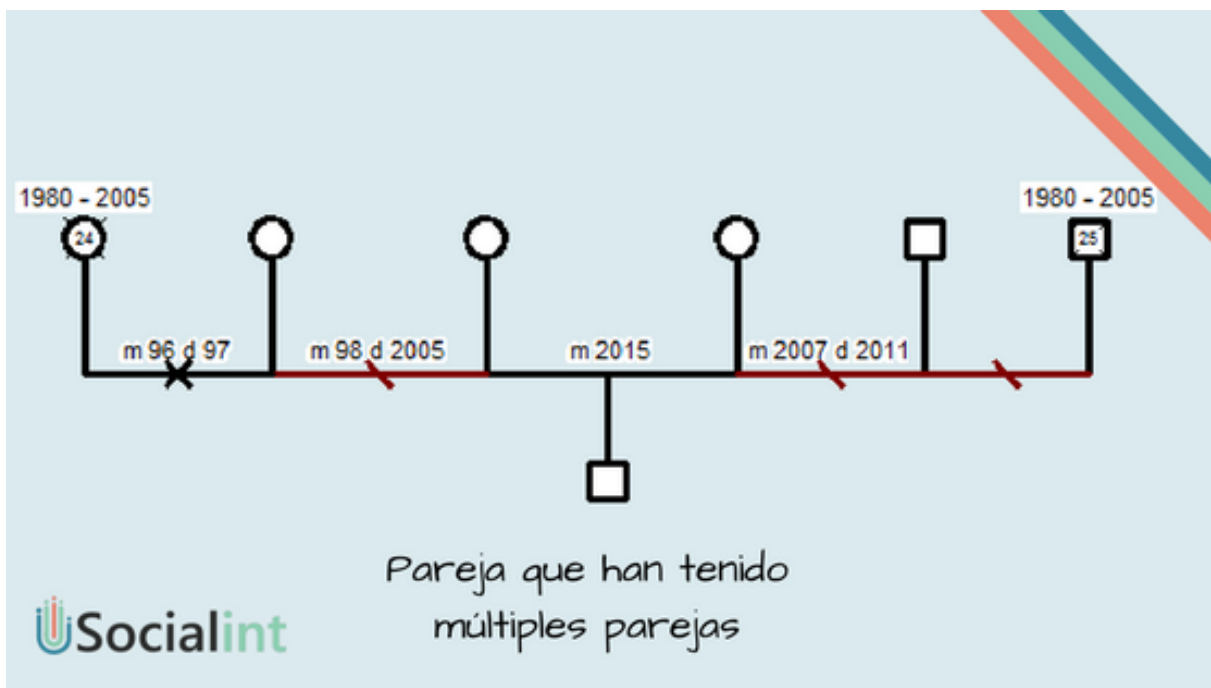 1980 - 2005
1980 - 2005
24
25
m 96 d 97
m 98 d 2005
m 2015
m 2007 d 2011
Pareja que han tenido
múltiples parejas
Socialint